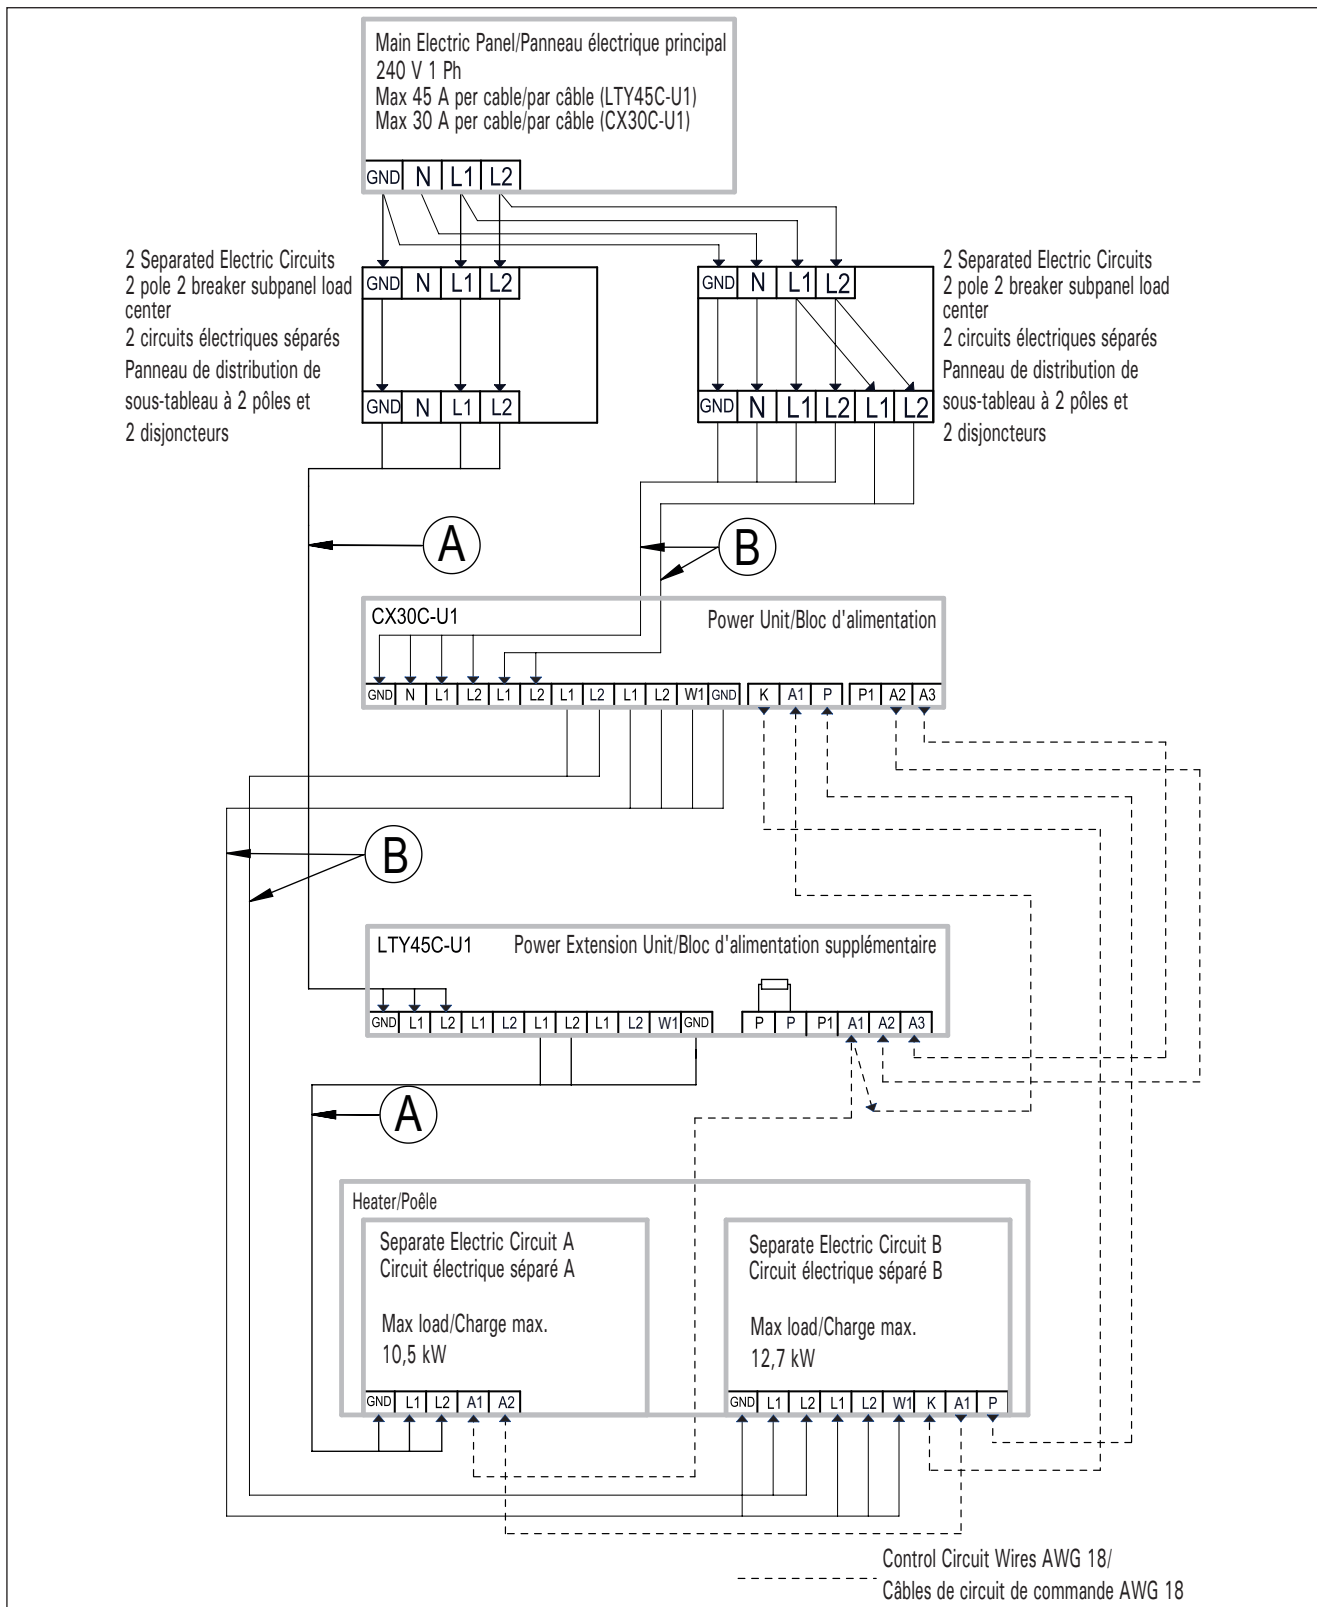 Main Electric Panel/Panneau électrique principal
240 V 1 Ph
Max 45 A per cable/par câble (LTY45C-U1)
Max 30 A per cable/par câble (CX30C-U1)
GND N L1 L2
2 Separated Electric Circuits
2 pole 2 breaker subpanel load
center
2 circuits électriques séparés
Panneau de distribution de
sous-tableau à 2 pôles et
2 disjoncteurs
GND N L1 L2
GND N L1 L2
GND N L1 L2
GND N L1 L2 L1 L2
2 Separated Electric Circuits
2 pole 2 breaker subpanel load
center
2 circuits électriques séparés
Panneau de distribution de
sous-tableau à 2 pôles et
2 disjoncteurs
A
B
CX30C-U1
Power Unit/Bloc d'alimentation
GND N L1 L2 L1 L2 L1 L2 L1 L2 W1 GND K A1 P P1 A2 A3
B
LTY45C-U1
Power Extension Unit/Bloc d'alimentation supplémentaire
GND L1 L2 L1 L2 L1 L2 L1 L2 W1 GND P P P1 A1 A2 A3
A
Heater/Poêle
Separate Electric Circuit A
Circuit électrique séparé A
Max load/Charge max.
10,5 kW
GND L1 L2 A1 A2
Separate Electric Circuit B
Circuit électrique séparé B
Max load/Charge max.
12,7 kW
GND L1 L2 L1 L2 W1 K A1 P
Control Circuit Wires AWG 18/
Câbles de circuit de commande AWG 18